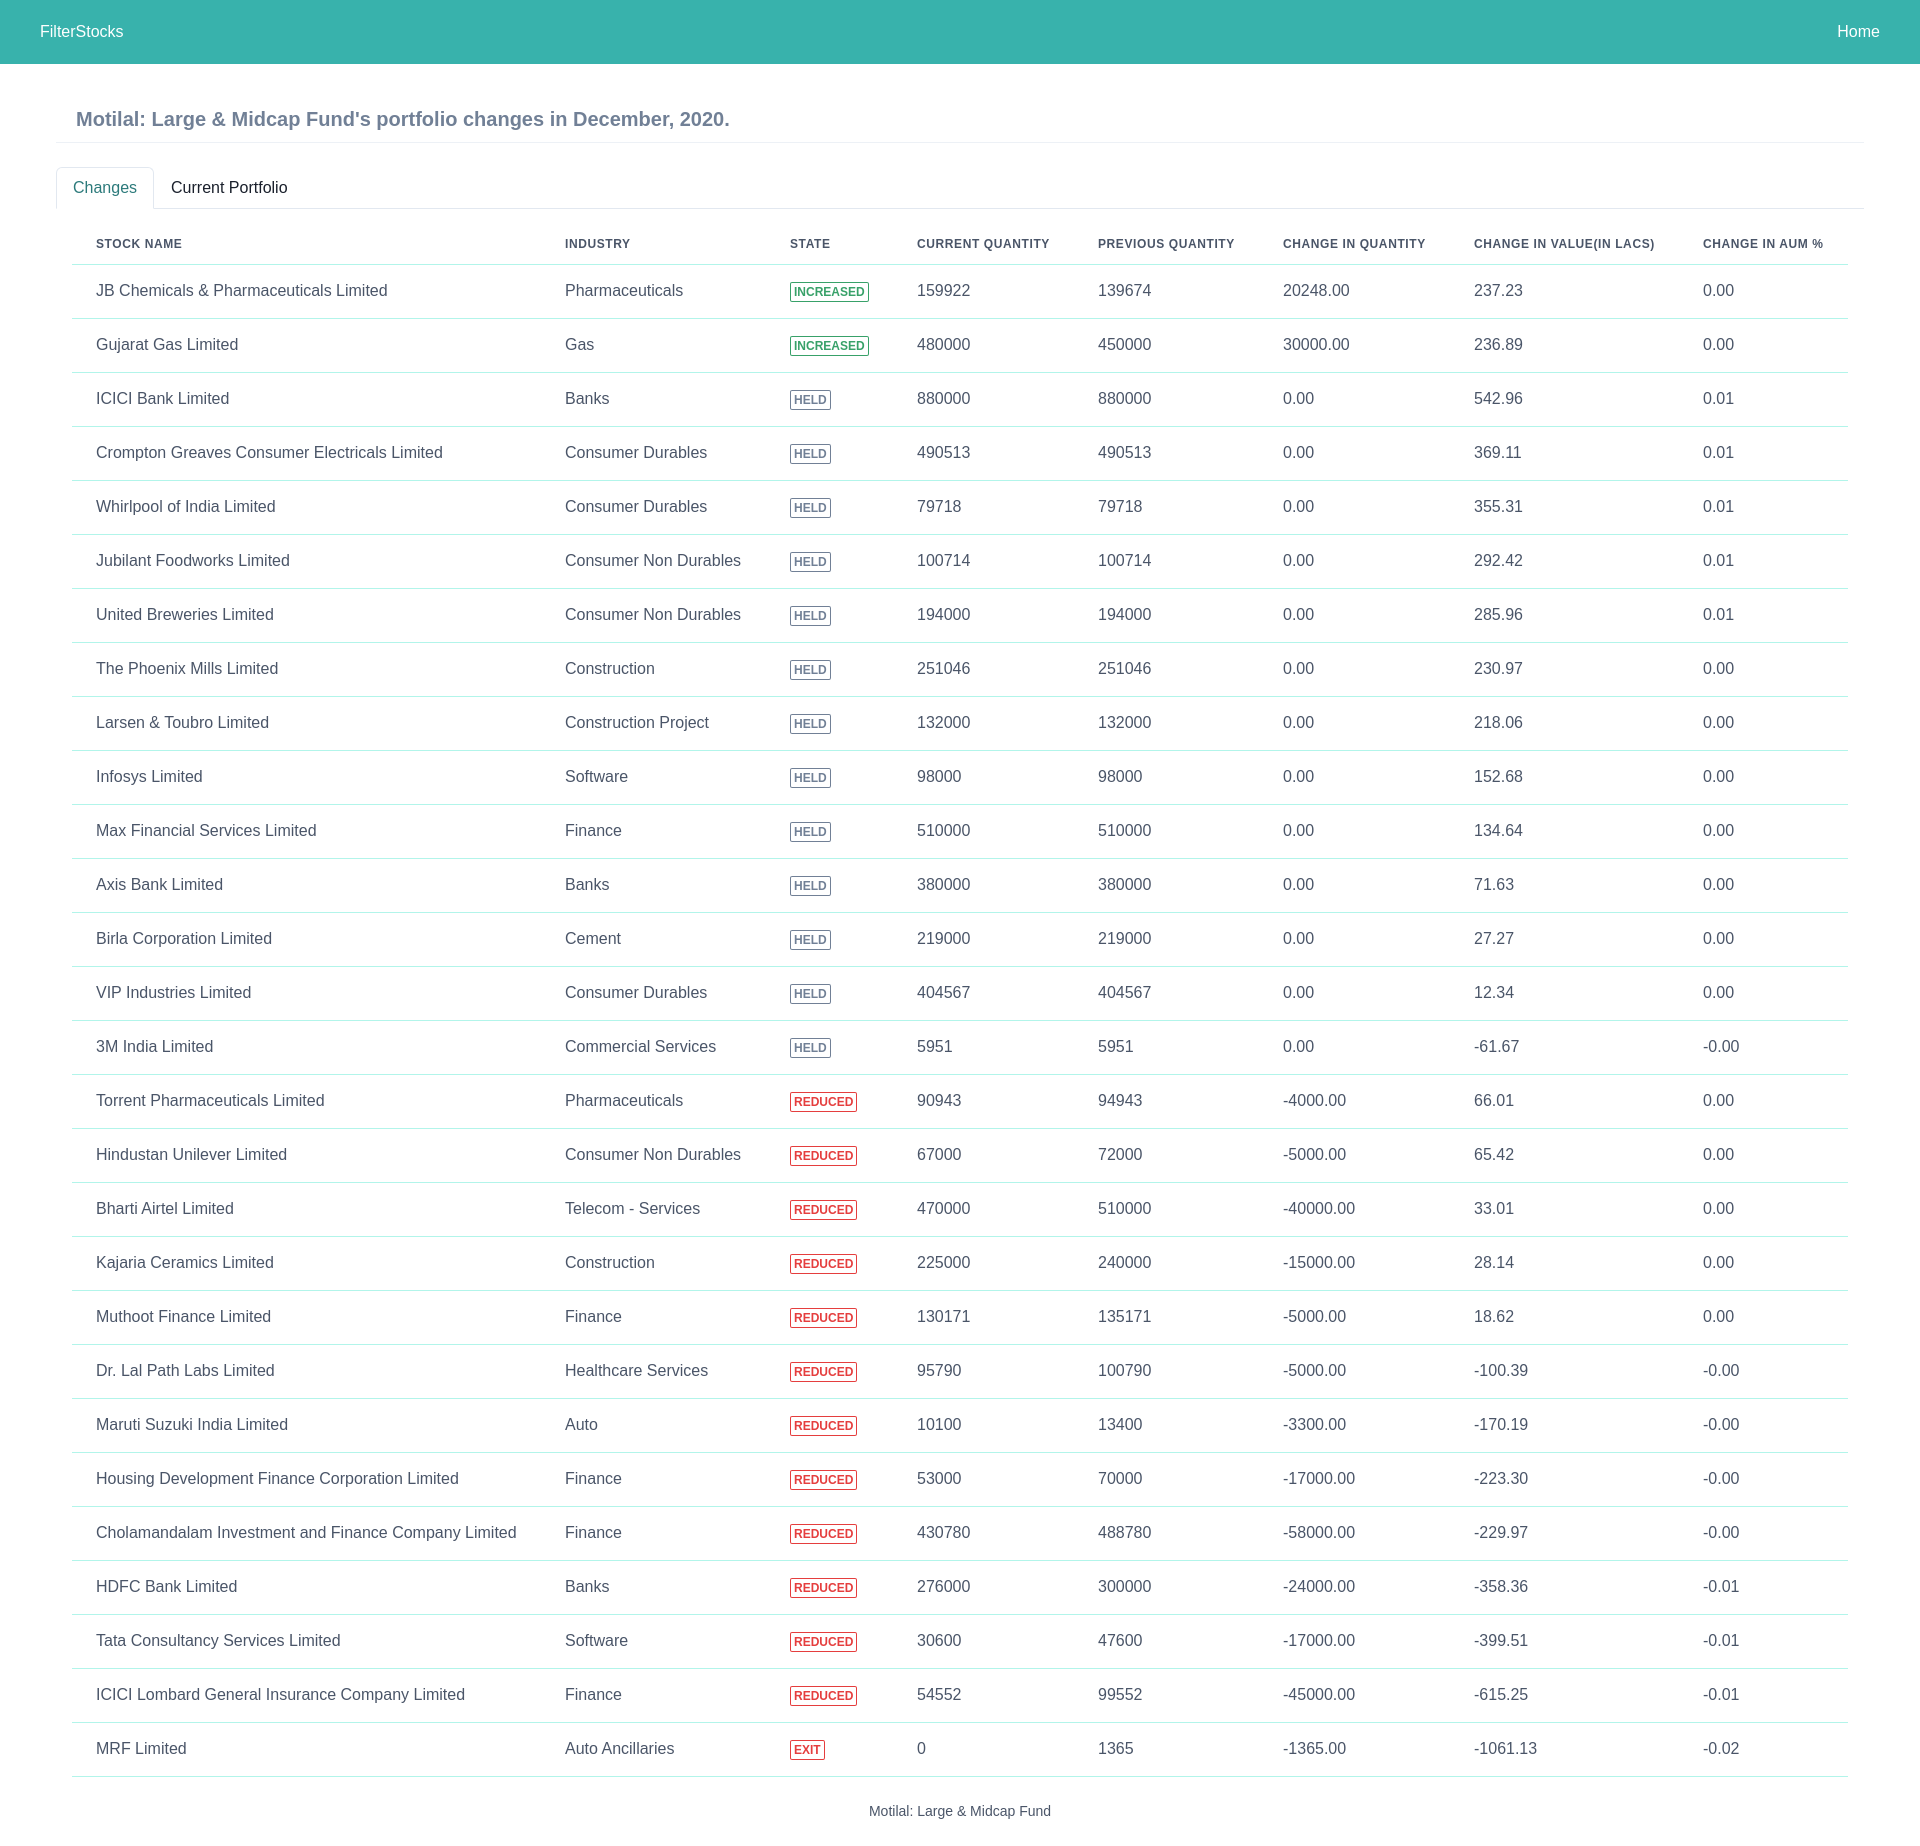 FilterStocks Home
Motilal: Large & Midcap Fund's portfolio changes in December, 2020.
Changes Current Portfolio
STOCK NAME INDUSTRY STATE CURRENT QUANTITY PREVIOUS QUANTITY CHANGE IN QUANTITY CHANGE IN VALUE(IN LACS) CHANGE IN AUM %
JB Chemicals & Pharmaceuticals Limited Pharmaceuticals INCREASED 159922 139674 20248.00 237.23 0.00
Gujarat Gas Limited Gas INCREASED 480000 450000 30000.00 236.89 0.00
ICICI Bank Limited Banks HELD 880000 880000 0.00 542.96 0.01
Crompton Greaves Consumer Electricals Limited Consumer Durables HELD 490513 490513 0.00 369.11 0.01
Whirlpool of India Limited Consumer Durables HELD 79718 79718 0.00 355.31 0.01
Jubilant Foodworks Limited Consumer Non Durables HELD 100714 100714 0.00 292.42 0.01
United Breweries Limited Consumer Non Durables HELD 194000 194000 0.00 285.96 0.01
The Phoenix Mills Limited Construction HELD 251046 251046 0.00 230.97 0.00
Larsen & Toubro Limited Construction Project HELD 132000 132000 0.00 218.06 0.00
Infosys Limited Software HELD 98000 98000 0.00 152.68 0.00
Max Financial Services Limited Finance HELD 510000 510000 0.00 134.64 0.00
Axis Bank Limited Banks HELD 380000 380000 0.00 71.63 0.00
Birla Corporation Limited Cement HELD 219000 219000 0.00 27.27 0.00
VIP Industries Limited Consumer Durables HELD 404567 404567 0.00 12.34 0.00
3M India Limited Commercial Services HELD 5951 5951 0.00 -61.67 -0.00
Torrent Pharmaceuticals Limited Pharmaceuticals REDUCED 90943 94943 -4000.00 66.01 0.00
Hindustan Unilever Limited Consumer Non Durables REDUCED 67000 72000 -5000.00 65.42 0.00
Bharti Airtel Limited Telecom - Services REDUCED 470000 510000 -40000.00 33.01 0.00
Kajaria Ceramics Limited Construction REDUCED 225000 240000 -15000.00 28.14 0.00
Muthoot Finance Limited Finance REDUCED 130171 135171 -5000.00 18.62 0.00
Dr. Lal Path Labs Limited Healthcare Services REDUCED 95790 100790 -5000.00 -100.39 -0.00
Maruti Suzuki India Limited Auto REDUCED 10100 13400 -3300.00 -170.19 -0.00
Housing Development Finance Corporation Limited Finance REDUCED 53000 70000 -17000.00 -223.30 -0.00
Cholamandalam Investment and Finance Company Limited Finance REDUCED 430780 488780 -58000.00 -229.97 -0.00
HDFC Bank Limited Banks REDUCED 276000 300000 -24000.00 -358.36 -0.01
Tata Consultancy Services Limited Software REDUCED 30600 47600 -17000.00 -399.51 -0.01
ICICI Lombard General Insurance Company Limited Finance REDUCED 54552 99552 -45000.00 -615.25 -0.01
MRF Limited Auto Ancillaries EXIT 0 1365 -1365.00 -1061.13 -0.02
Motilal: Large & Midcap Fund